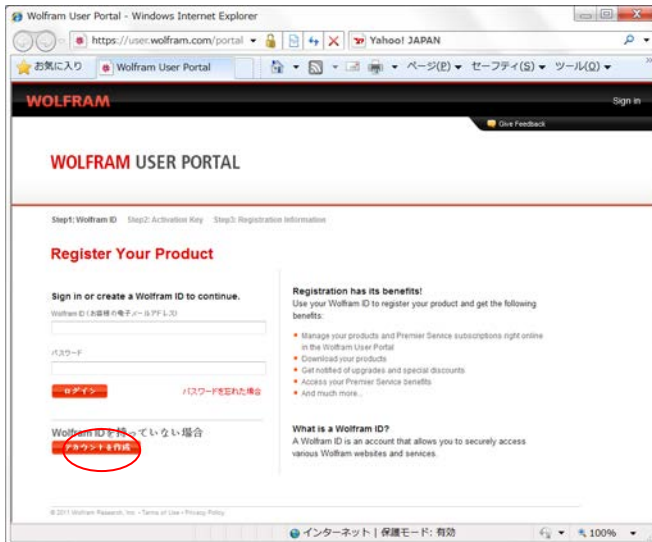 Wolfram User Portal - Windows Internet Explorer
https://user.wolfram.com/portal
Yahoo! JAPAN
お気に入り
Wolfram User Portal
ページ(P)
セーフティ(S)
ツール(O)
WOLFRAM
Sign in
Give Feedback
WOLFRAM USER PORTAL
Step1: Wolfram ID Step2: Activation Key Step3: Registration Information
Register Your Product
Sign in or create a Wolfram ID to continue.
Wolfram ID (お客様の電子メールアドレス)
パスワード
ログイン
パスワードを忘れた場合
Wolfram IDを持っていない場合
アカウントを作成
Registration has its benefits!
Use your Wolfram ID to register your product and get the following
benefits:
Manage your products and Premier Service subscriptions right online
in the Wolfram User Portal
Download your products
Get notified of upgrades and special discounts
Access your Premier Service benefits
And much more..
What is a Wolfram ID?
A Wolfram ID is an account that allows you to securely access
various Wolfram websites and services.
© 2011 Wolfram Research, Inc. • Terms of Use • Privacy Policy
インターネット | 保護モード: 有効
100%